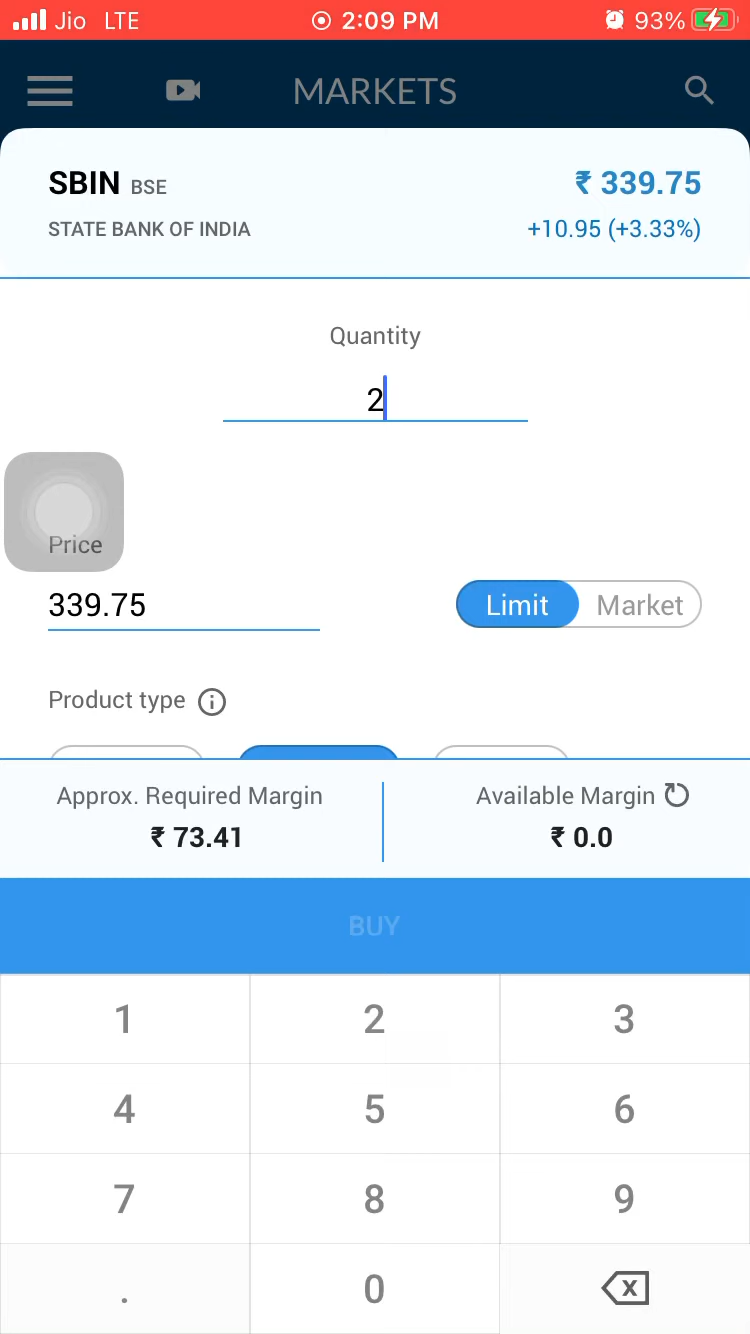 Jio LTE 2:09 PM 93%
MARKETS
SBIN BSE ₹ 339.75
STATE BANK OF INDIA +10.95 (+3.33%)
Quantity
2
Price
339.75 Limit Market
Product type
Approx. Required Margin Available Margin
₹ 73.41 ₹ 0.0
BUY
1 2 3
4 5 6
7 8 9
. 0 x